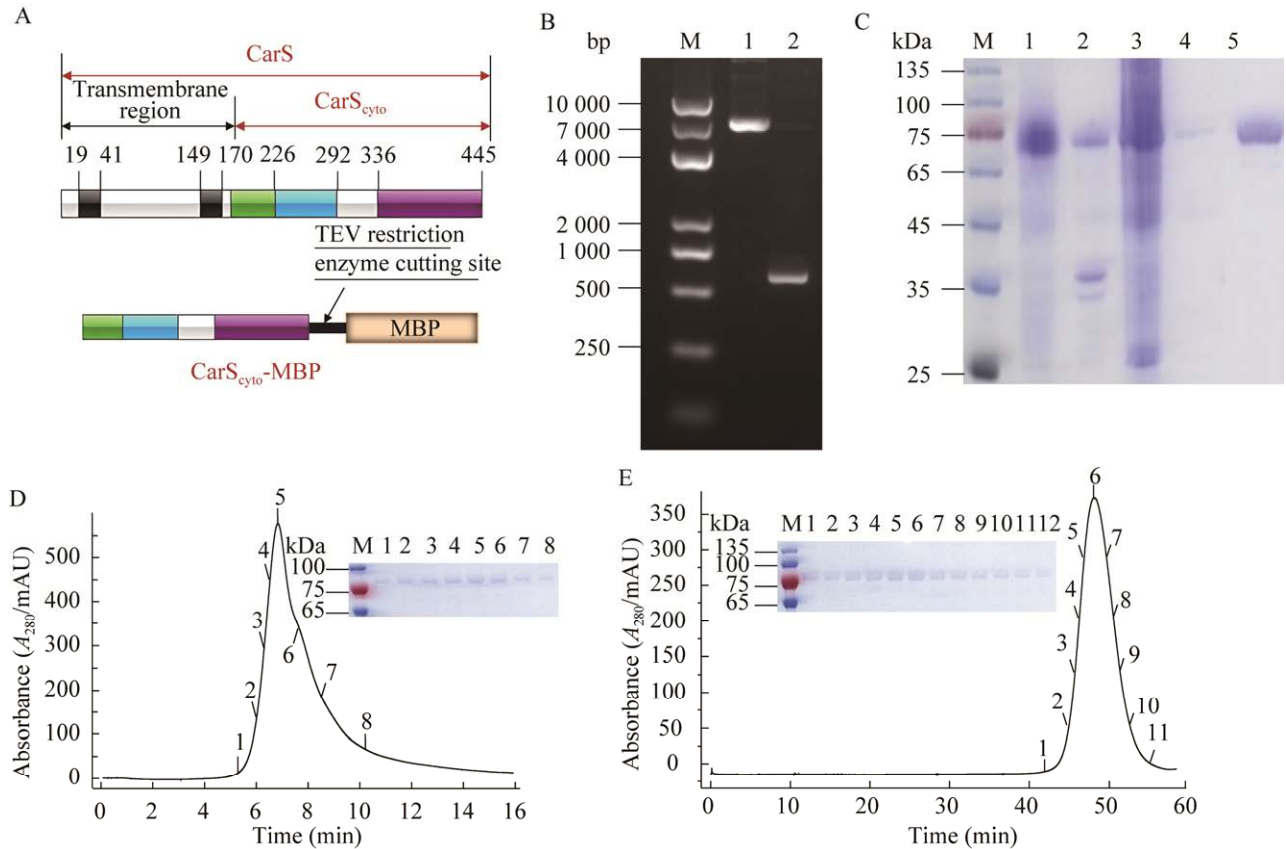 A
CarS
Transmembrane
region
CarScyto
19 41 149 170 226 292 336 445
TEV restriction
enzyme cutting site
MBP
CarScyto-MBP
B
bp M 1 2
10 000
7 000
4 000
2 000
1 000
500
250
C
kDa M 1 2 3 4 5
135
100
75
65
45
35
25
D
Absorbance (A280/mAU)
500
400
300
200
100
0
0 2 4 6 8 10 12 14 16
Time (min)
1
2
3
4
5
6
7
8
kDa M 1 2 3 4 5 6 7 8
100
75
65
E
Absorbance (A280/mAU)
350
300
250
200
150
100
50
0
0 10 20 30 40 50 60
Time (min)
1
2
3
4
5
6
7
8
9
10
11
kDa M 1 2 3 4 5 6 7 8 9 10 11 12
135
100
75
65